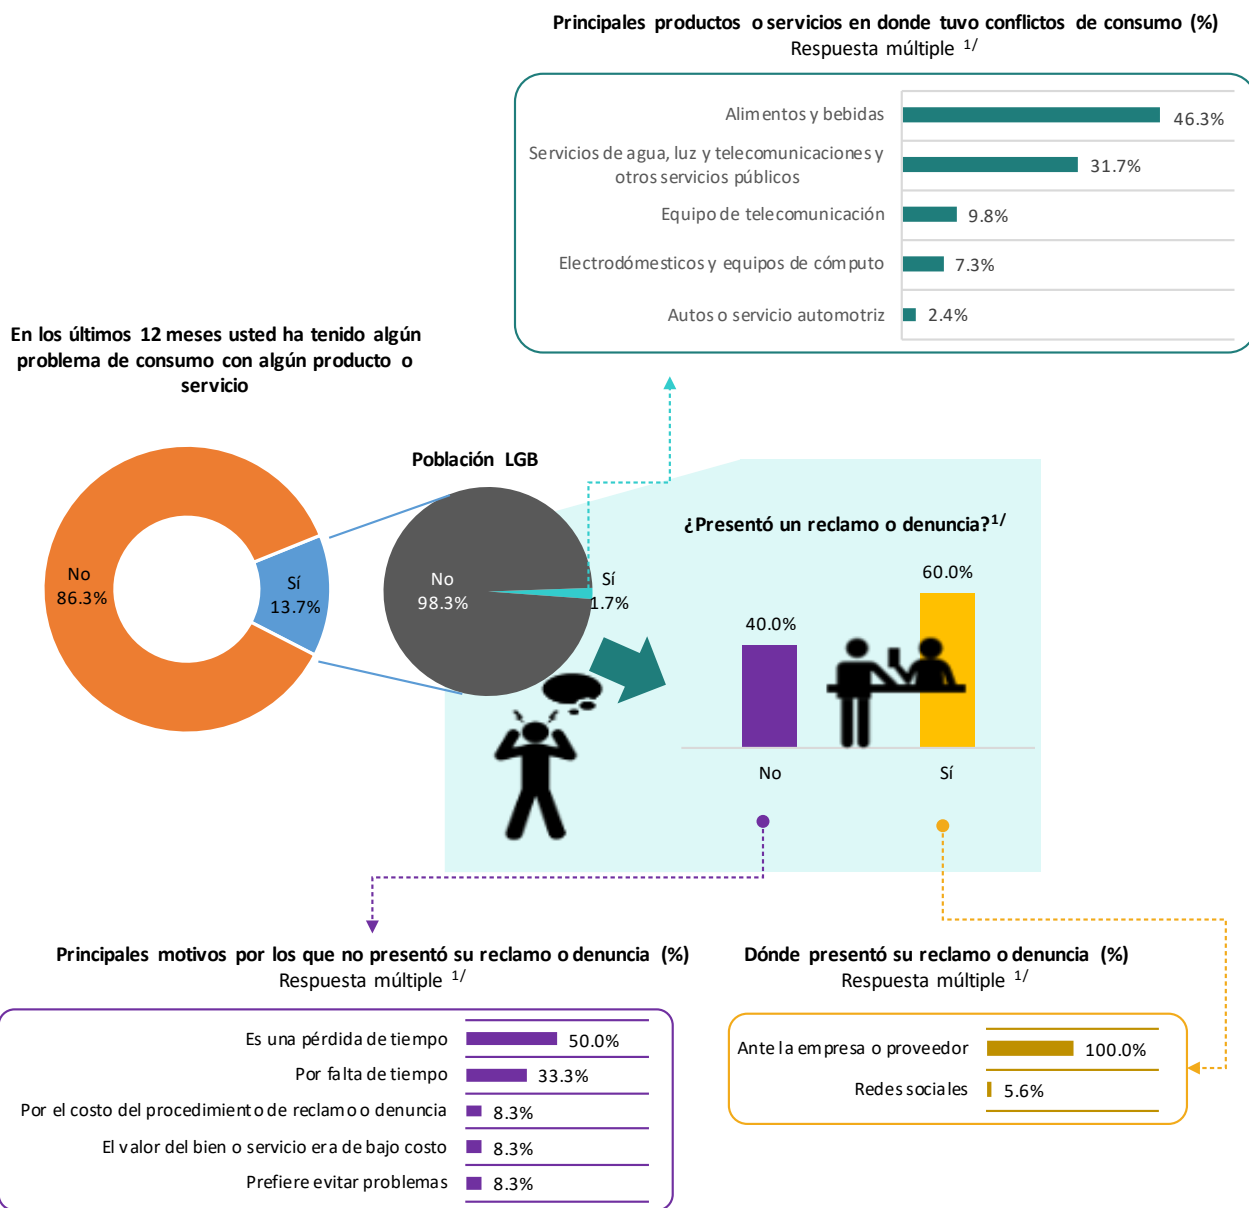 Principales productos o servicios en donde tuvo conflictos de consumo (%)
Respuesta múltiple 1/
Alimentos y bebidas
46.3%
Servicios de agua, luz y telecomunicaciones y
otros servicios públicos
31.7%
Equipo de telecomunicación
9.8%
Electrodómesticos y equipos de cómputo
7.3%
Autos o servicio automotriz
2.4%
En los últimos 12 meses usted ha tenido algún
problema de consumo con algún producto o
servicio
No
86.3%
Sí
13.7%
Población LGB
No
98.3%
Sí
1.7%
¿Presentó un reclamo o denuncia?1/
40.0%
60.0%
No
Sí
Principales motivos por los que no presentó su reclamo o denuncia (%)
Respuesta múltiple 1/
Es una pérdida de tiempo
50.0%
Por falta de tiempo
33.3%
Por el costo del procedimiento de reclamo o denuncia
8.3%
El valor del bien o servicio era de bajo costo
8.3%
Prefiere evitar problemas
8.3%
Dónde presentó su reclamo o denuncia (%)
Respuesta múltiple 1/
Ante la empresa o proveedor
100.0%
Redes sociales
5.6%